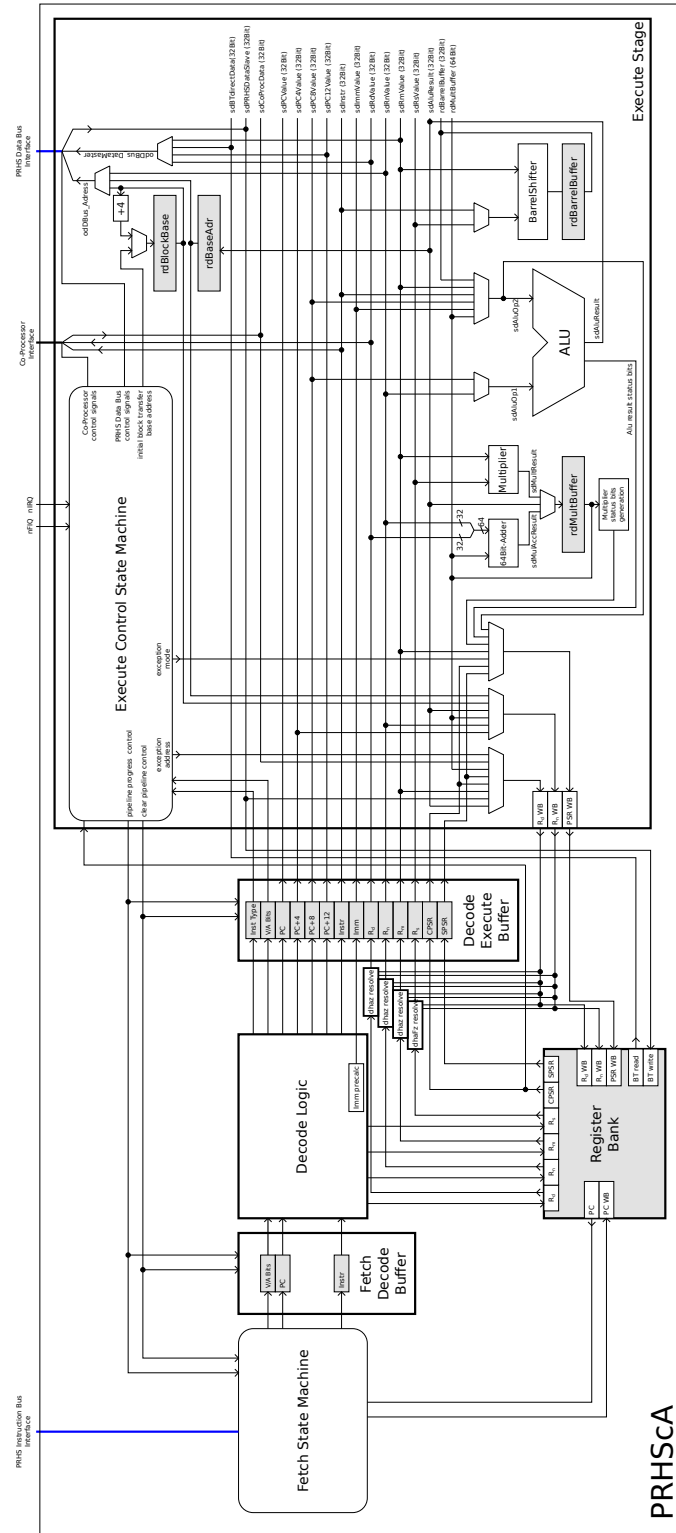 PRHS Instruction Bus
Interface
Fetch State Machine
V/A Bits
PC
Instr
Fetch
Decode
Buffer
Decode Logic
Imm precalc
Inst Type
V/A Bits
PC
PC+4
PC+8
PC+12
Instr
Imm
Rd
Rn
Rm
Rs
CPSR
SPSR
Decode
Execute
Buffer
dhaz resolve
dhaz resolve
dhaz resolve
dhaFz resolve
PC
PC WB
Rd
Rn
Rm
Rs
CPSR
SPSR
Rd WB
Rn WB
PSR WB
BT read
BT write
Register
Bank
Rd WB
Rn WB
PSR WB
pipeline progress control
clear pipeline control
exception
address
exception
mode
Execute Control State Machine
nFIQ
nIRQ
Co-Processor
control signals
PRHS Data Bus
control signals
initial block transfer
base address
Co-Processor
Interface
PRHS Data Bus
Interface
odDBus_Adress
odDBus_DataMaster
+4
rdBlockBase
rdBaseAdr
sdBTdirectData(32Bit)
sdPRHSDataSlave (32Bit)
sdCoProcData (32Bit)
sdPCValue (32Bit)
sdPC4Value (32Bit)
sdPC8Value (32Bit)
sdPC12Value (32Bit)
sdInstr (32Bit)
sdImmValue (32Bit)
sdRdValue (32Bit)
sdRnValue (32Bit)
sdRmValue (32Bit)
sdRsValue (32Bit)
sdAluResult (32Bit)
rdBarrelBuffer (32Bit)
rdMultBuffer (64Bit)
32
32
64
64Bit-Adder
sdMulAccResult
Multiplier
sdMultResult
rdMultBuffer
Multiplier
status bits
generation
sdAluOp1
sdAluOp2
ALU
sdAluResult
Alu result status bits
BarrelShifter
rdBarrelBuffer
Execute Stage
PRHScA